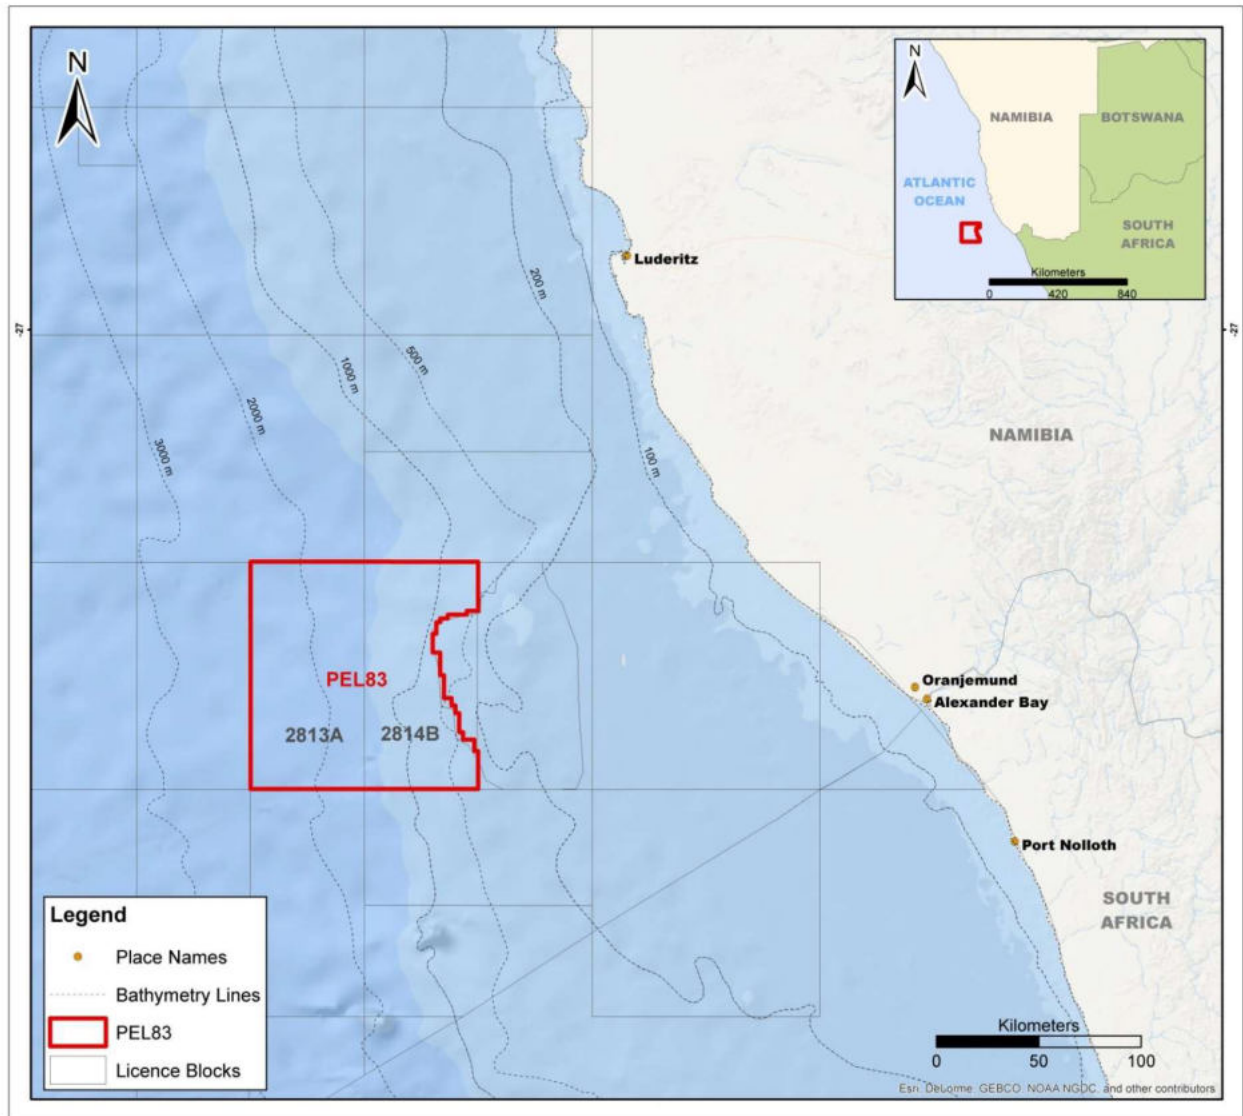 N
N
NAMIBIA
BOTSWANA
ATLANTIC
OCEAN
SOUTH
AFRICA
Kilometers
0 420 840
Luderitz
200 m
-27
-27
500 m
1000 m
2000 m
3000 m
100 m
NAMIBIA
PEL83
2813A
2814B
Oranjemund
Alexander Bay
Port Nolloth
SOUTH
AFRICA
Legend
Place Names
Bathymetry Lines
PEL83
Licence Blocks
Kilometers
0 50 100
Esri, DeLorme, GEBCO, NOAA NGDC, and other contributors